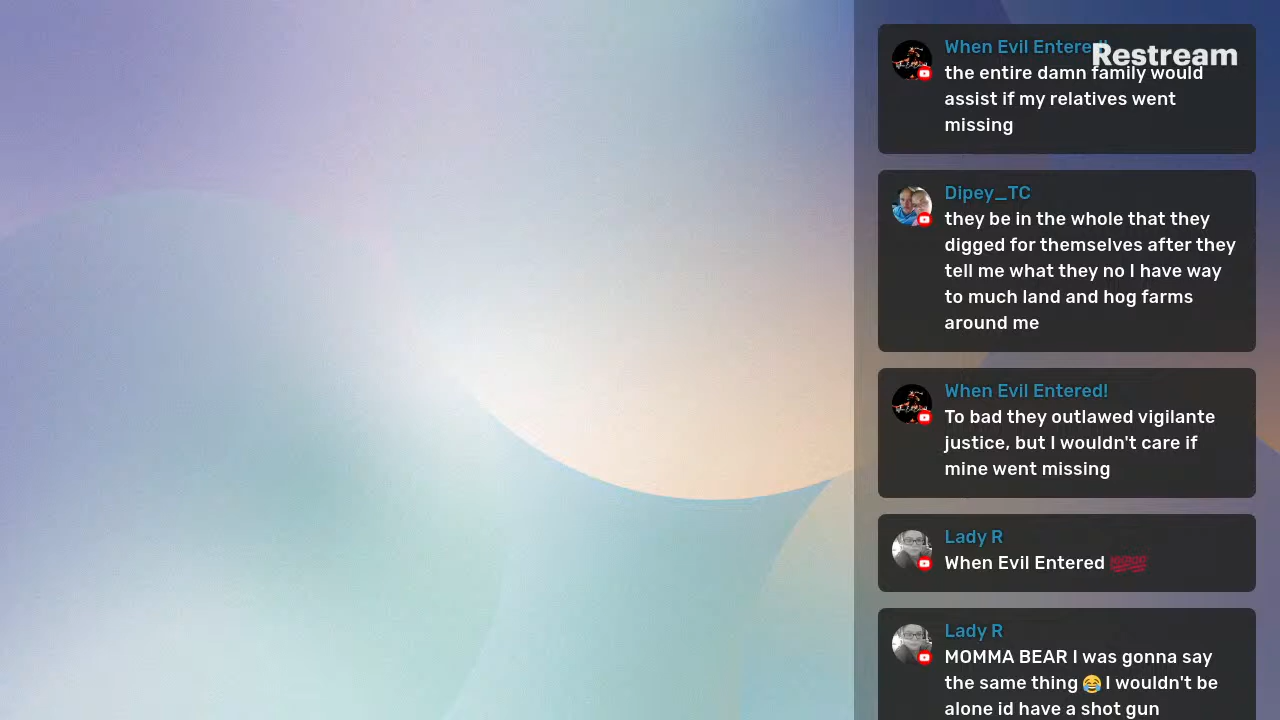 When Evil Entered!
Restream
the entire damn family would
assist if my relatives went
missing
Dipey_TC
they be in the whole that they
digged for themselves after they
tell me what they no I have way
to much land and hog farms
around me
When Evil Entered!
To bad they outlawed vigilante
justice, but I wouldn't care if
mine went missing
Lady R
When Evil Entered
Lady R
MOMMA BEAR I was gonna say
the same thing 😂 I wouldn't be
alone id have a shot gun